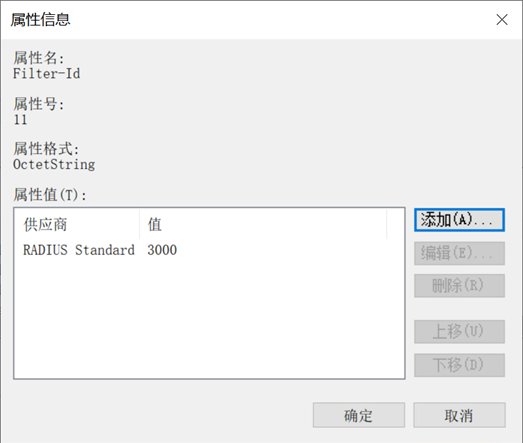 属性信息
属性名:
Filter-Id
属性号:
11
属性格式:
OctetString
属性值(T):
供应商 值
RADIUS Standard 3000
添加(A)...
编辑(E)...
删除(R)
上移(U)
下移(D)
确定 取消